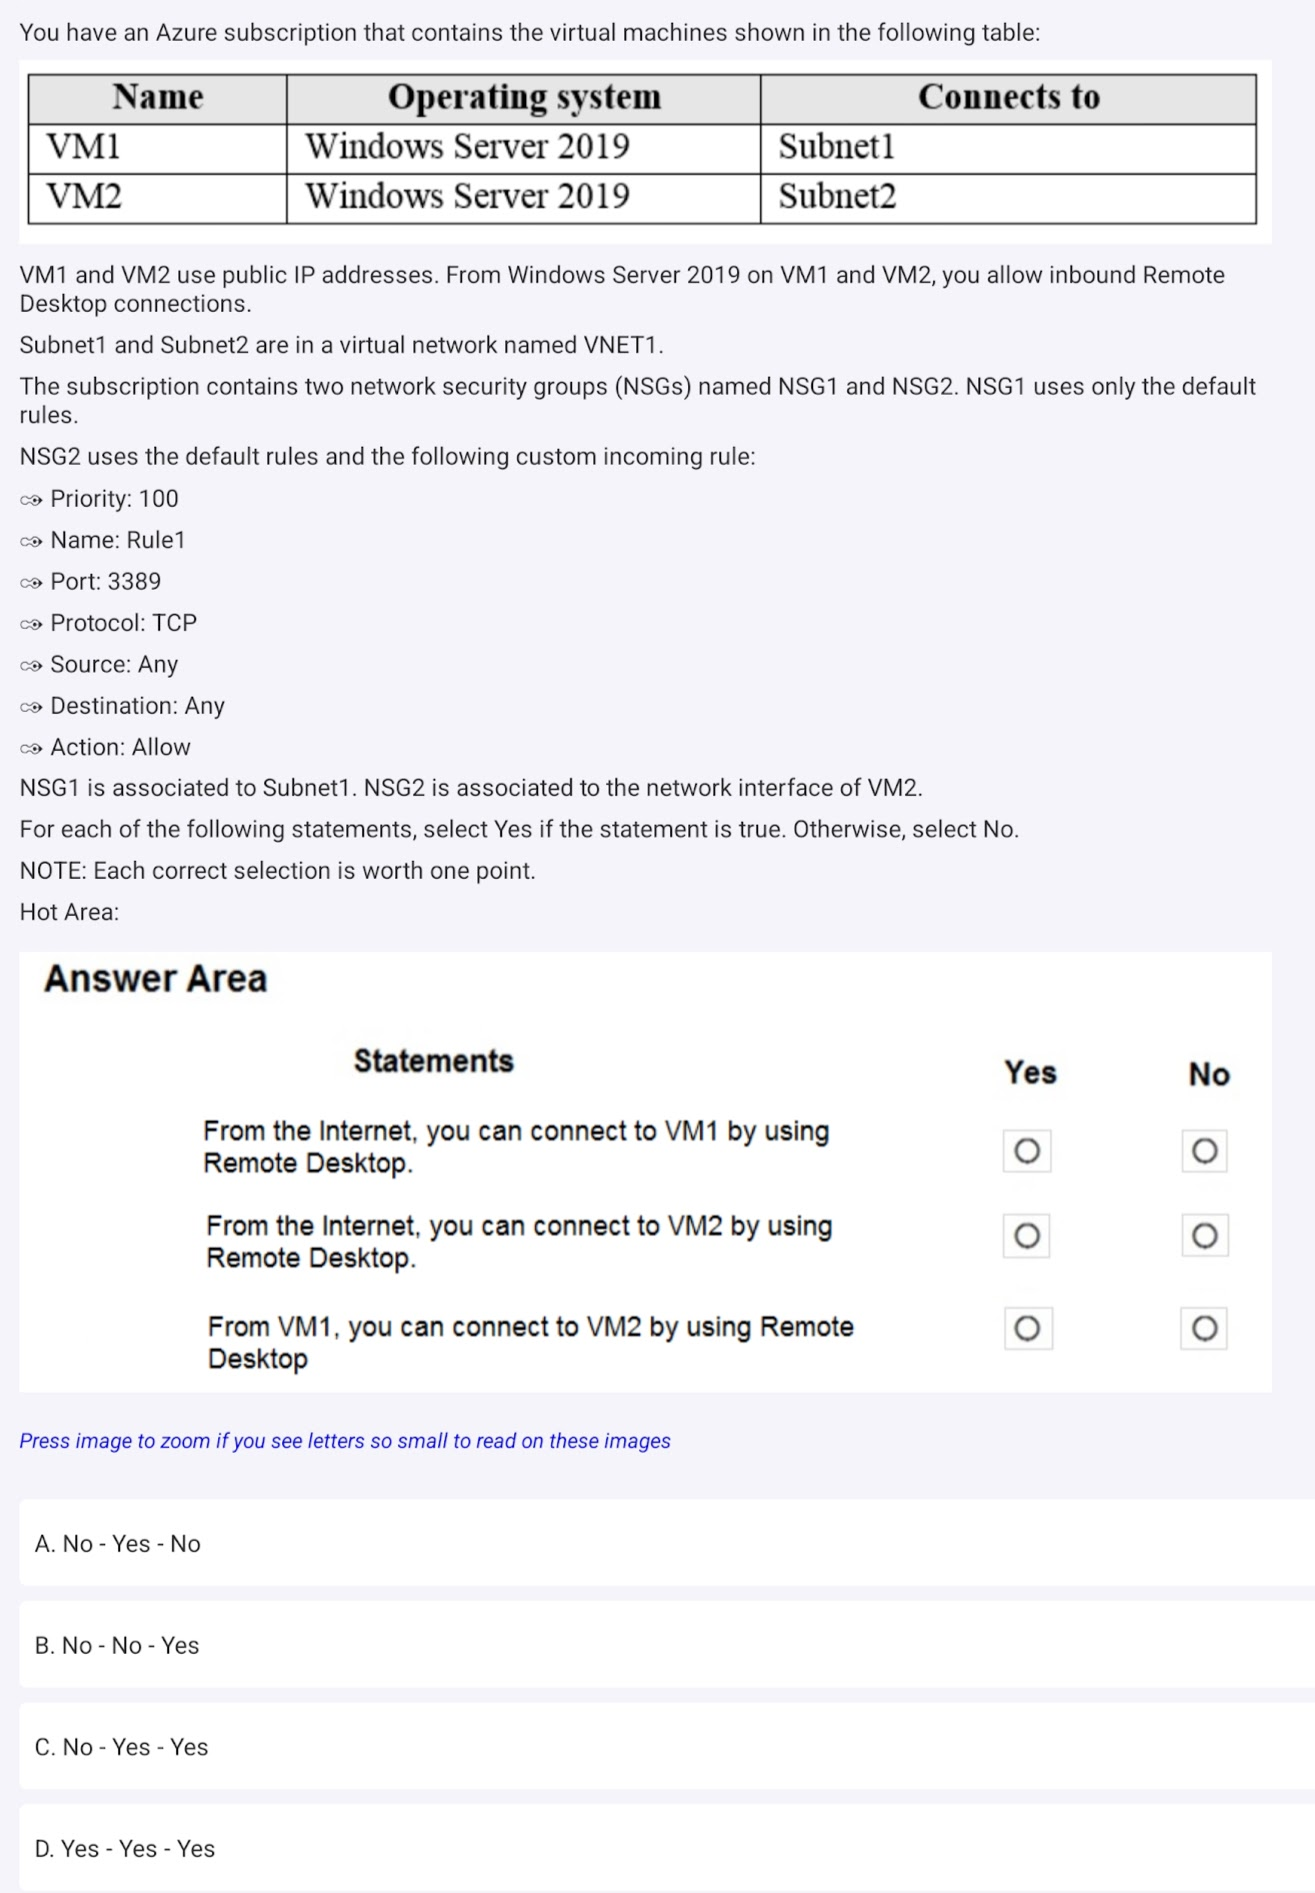 You have an Azure subscription that contains the virtual machines shown in the following table:
Name Operating system Connects to
VM1 Windows Server 2019 Subnet1
VM2 Windows Server 2019 Subnet2
VM1 and VM2 use public IP addresses. From Windows Server 2019 on VM1 and VM2, you allow inbound Remote
Desktop connections.
Subnet1 and Subnet2 are in a virtual network named VNET1.
The subscription contains two network security groups (NSGs) named NSG1 and NSG2. NSG1 uses only the default
rules.
NSG2 uses the default rules and the following custom incoming rule:
Priority: 100
Name: Rule1
Port: 3389
Protocol: TCP
Source: Any
Destination: Any
Action: Allow
NSG1 is associated to Subnet1. NSG2 is associated to the network interface of VM2.
For each of the following statements, select Yes if the statement is true. Otherwise, select No.
NOTE: Each correct selection is worth one point.
Hot Area:
Answer Area
Statements Yes No
From the Internet, you can connect to VM1 by using
Remote Desktop.
From the Internet, you can connect to VM2 by using
Remote Desktop.
From VM1, you can connect to VM2 by using Remote
Desktop
Press image to zoom if you see letters so small to read on these images
A. No - Yes - No
B. No - No - Yes
C. No - Yes - Yes
D. Yes - Yes - Yes